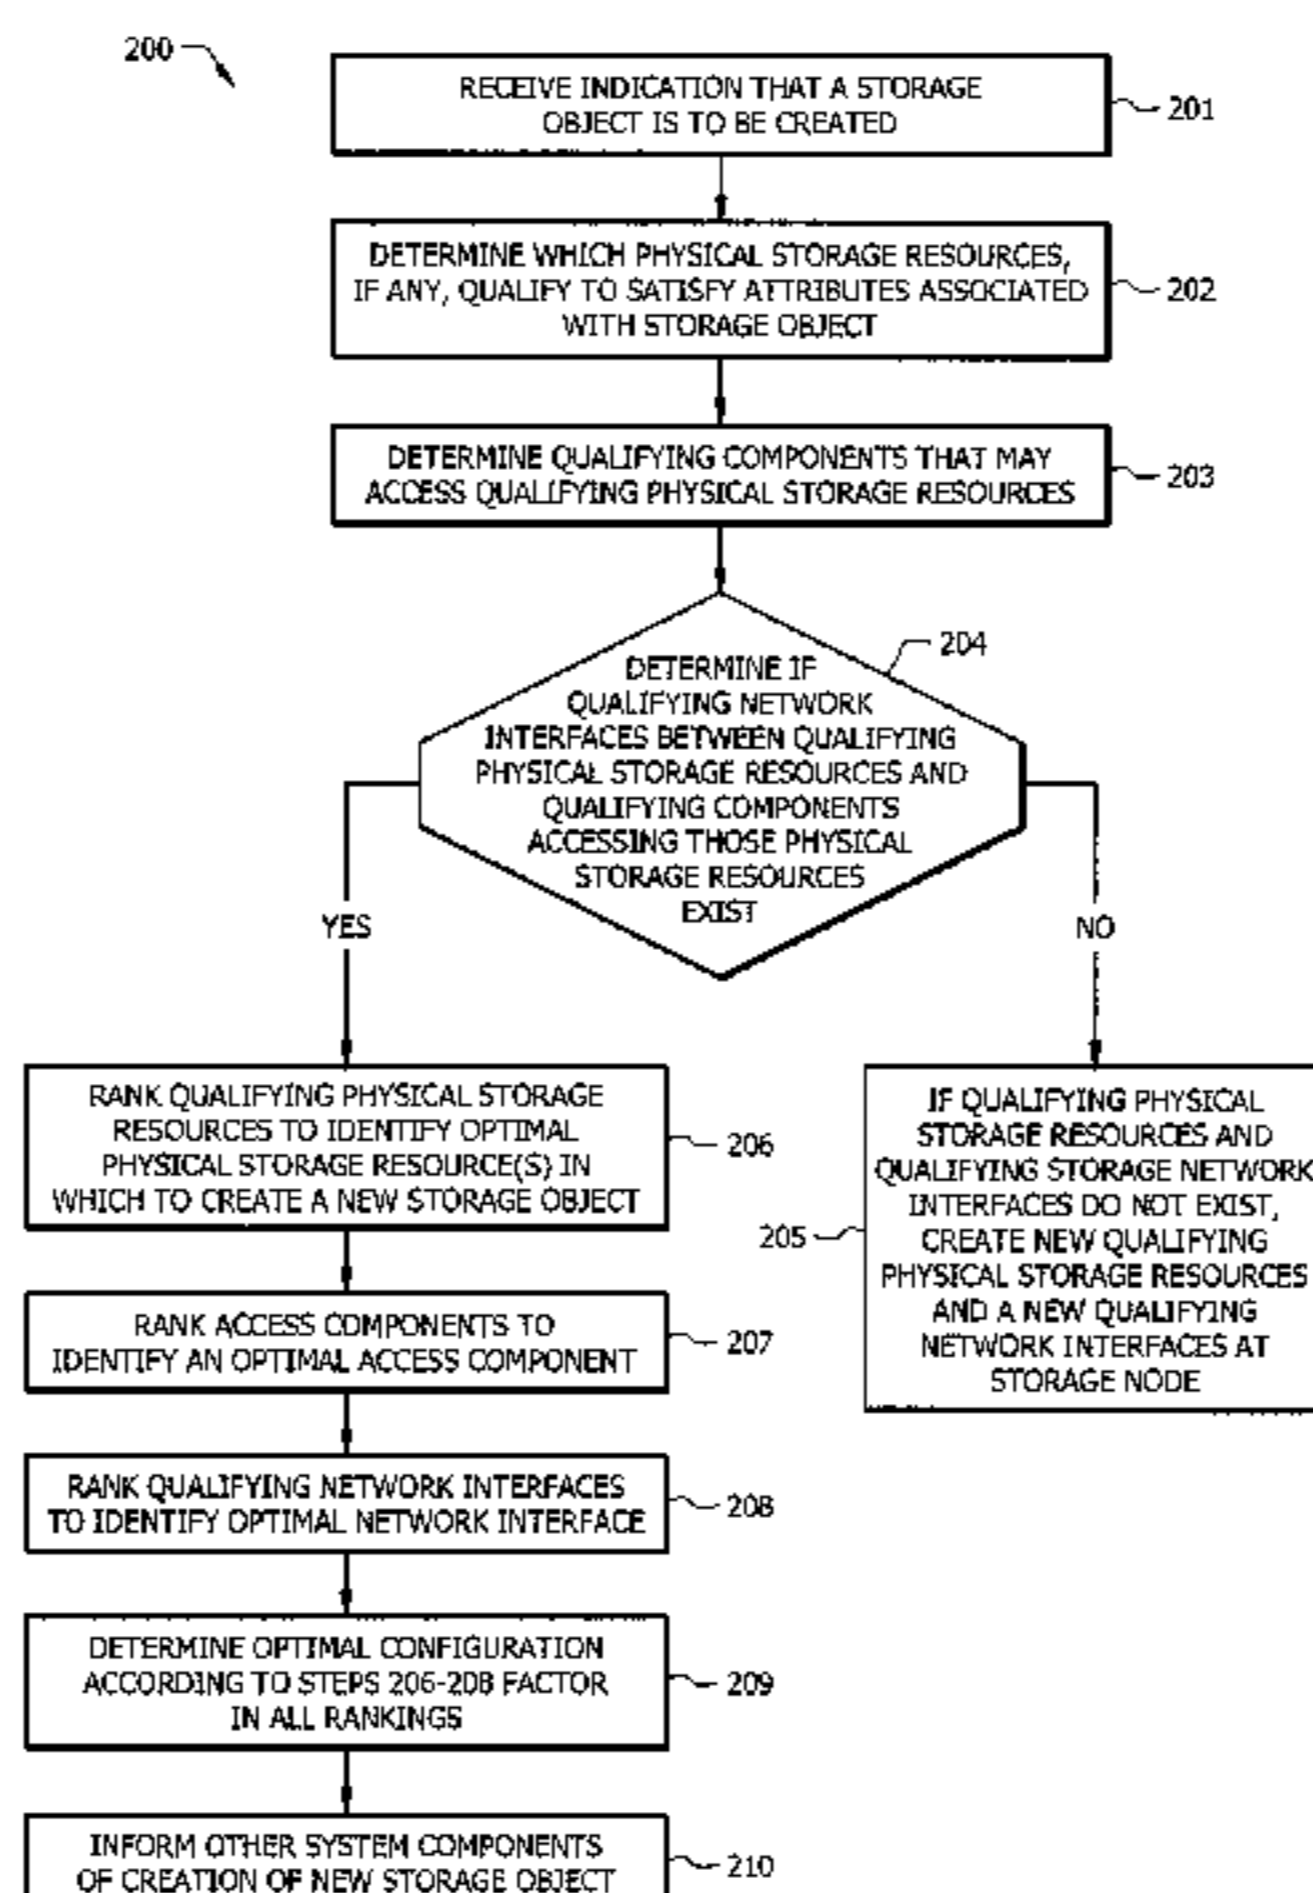 200
RECEIVE INDICATION THAT A STORAGE
OBJECT IS TO BE CREATED
201
DETERMINE WHICH PHYSICAL STORAGE RESOURCES,
IF ANY, QUALIFY TO SATISFY ATTRIBUTES ASSOCIATED
WITH STORAGE OBJECT
202
DETERMINE QUALIFYING COMPONENTS THAT MAY
ACCESS QUALIFYING PHYSICAL STORAGE RESOURCES
203
DETERMINE IF
QUALIFYING NETWORK
INTERFACES BETWEEN QUALIFYING
PHYSICAL STORAGE RESOURCES AND
QUALIFYING COMPONENTS
ACCESSING THOSE PHYSICAL
STORAGE RESOURCES
EXIST
204
YES
NO
RANK QUALIFYING PHYSICAL STORAGE
RESOURCES TO IDENTIFY OPTIMAL
PHYSICAL STORAGE RESOURCE(S) IN
WHICH TO CREATE A NEW STORAGE OBJECT
206
IF QUALIFYING PHYSICAL
STORAGE RESOURCES AND
QUALIFYING STORAGE NETWORK
INTERFACES DO NOT EXIST,
CREATE NEW QUALIFYING
PHYSICAL STORAGE RESOURCES
AND A NEW QUALIFYING
NETWORK INTERFACES AT
STORAGE NODE
205
RANK ACCESS COMPONENTS TO
IDENTIFY AN OPTIMAL ACCESS COMPONENT
207
RANK QUALIFYING NETWORK INTERFACES
TO IDENTIFY OPTIMAL NETWORK INTERFACE
208
DETERMINE OPTIMAL CONFIGURATION
ACCORDING TO STEPS 206-208 FACTOR
IN ALL RANKINGS
209
INFORM OTHER SYSTEM COMPONENTS
OF CREATION OF NEW STORAGE OBJECT
210